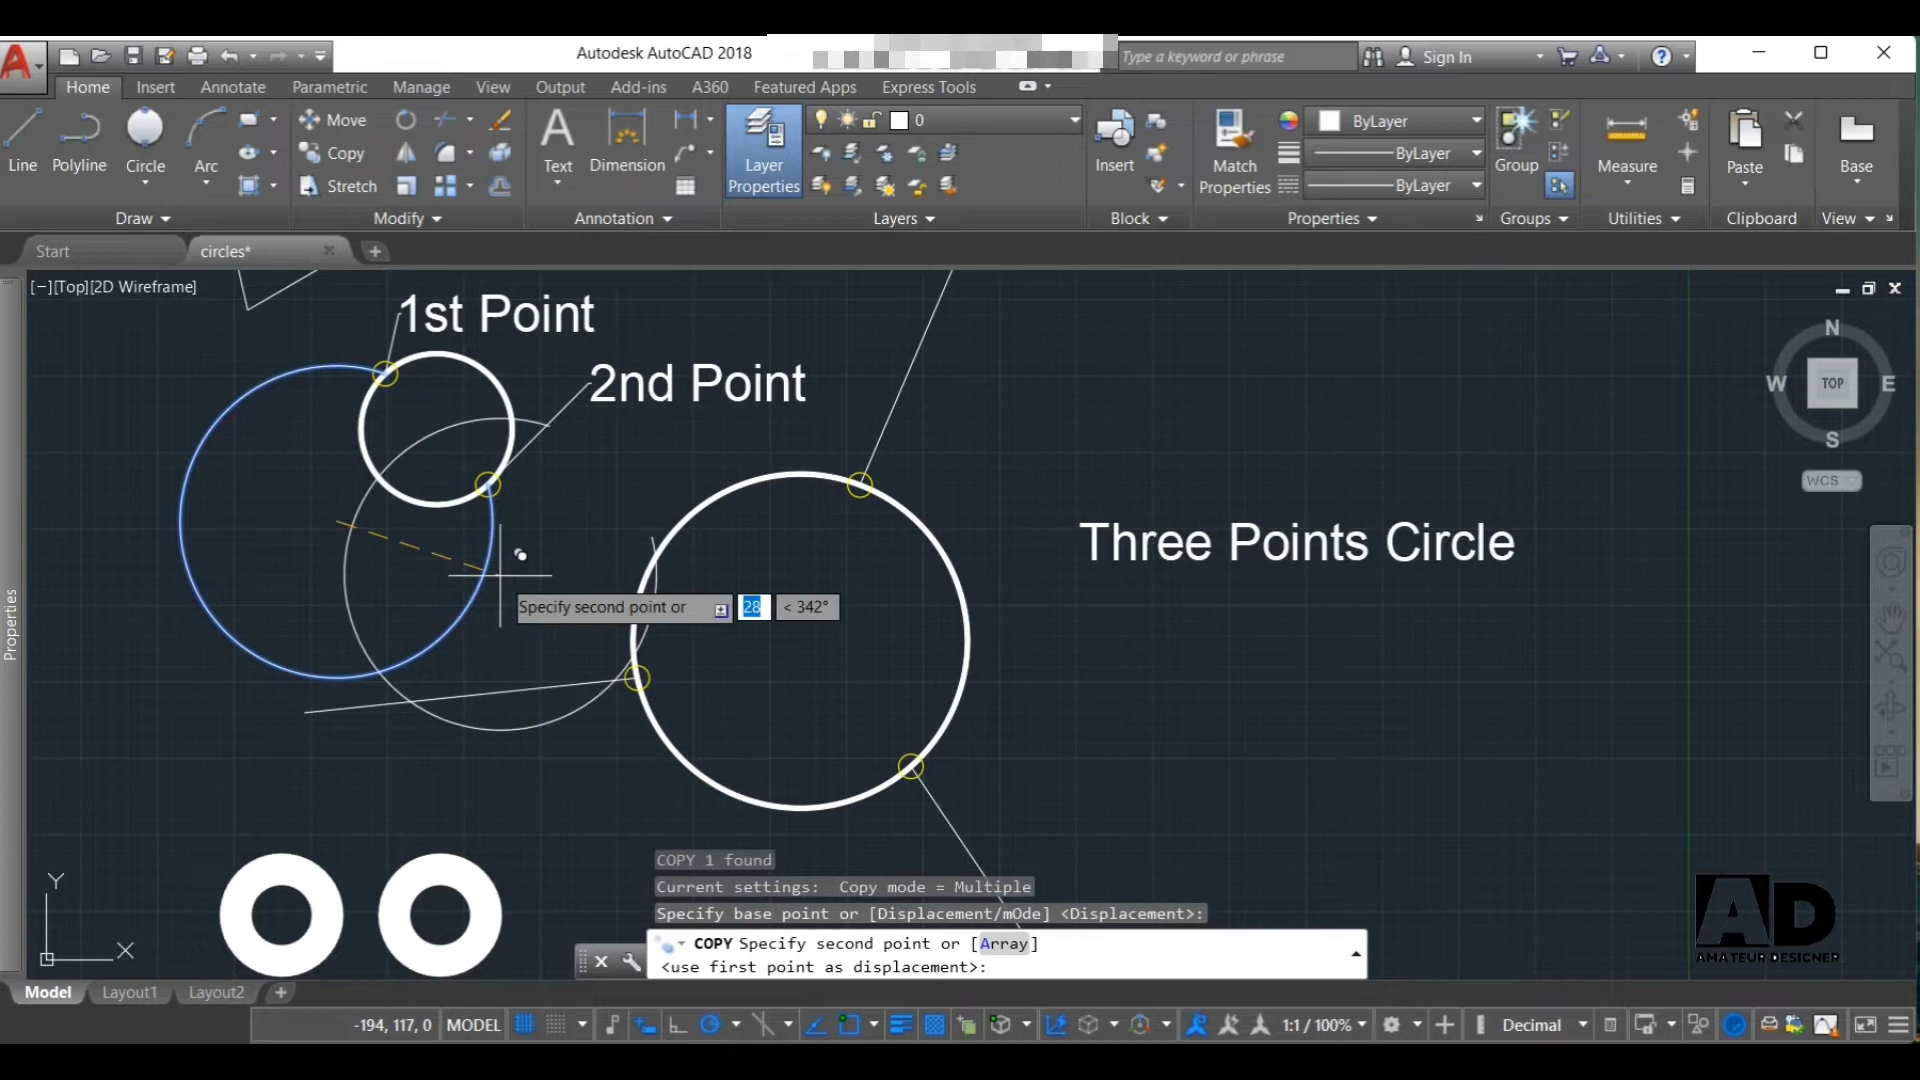 Autodesk AutoCAD 2018
Type a keyword or phrase
Sign In
Home Insert Annotate Parametric Manage View Output Add-ins A360 Featured Apps Express Tools
Line Polyline Circle Arc
Move
Copy
Stretch
Text Dimension
Layer
Properties
0
Insert
Match
Properties
ByLayer
ByLayer
ByLayer
Group
Measure
Paste
Base
Draw Modify Annotation Layers Block Properties Groups Utilities Clipboard View
Start circles*
[−][Top][2D Wireframe]
1st Point
2nd Point
Three Points Circle
N
W TOP E
S
WCS
Properties
Specify second point or 28 < 342°
COPY 1 found
Current settings: Copy mode = Multiple
Specify base point or [Displacement/mOde] <Displacement>:
COPY Specify second point or [Array]
<use first point as displacement>:
Y
X
AD
AMATEUR DESIGNER
Model Layout1 Layout2
-194, 117, 0 MODEL 1:1 / 100% Decimal